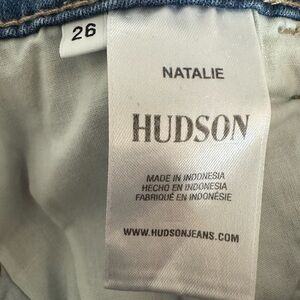 26
NATALIE
HUDSON
MADE IN INDONESIA
HECHO EN INDONESIA
FABRIQUÉ EN INDONÉSIE
WWW.HUDSONJEANS.COM